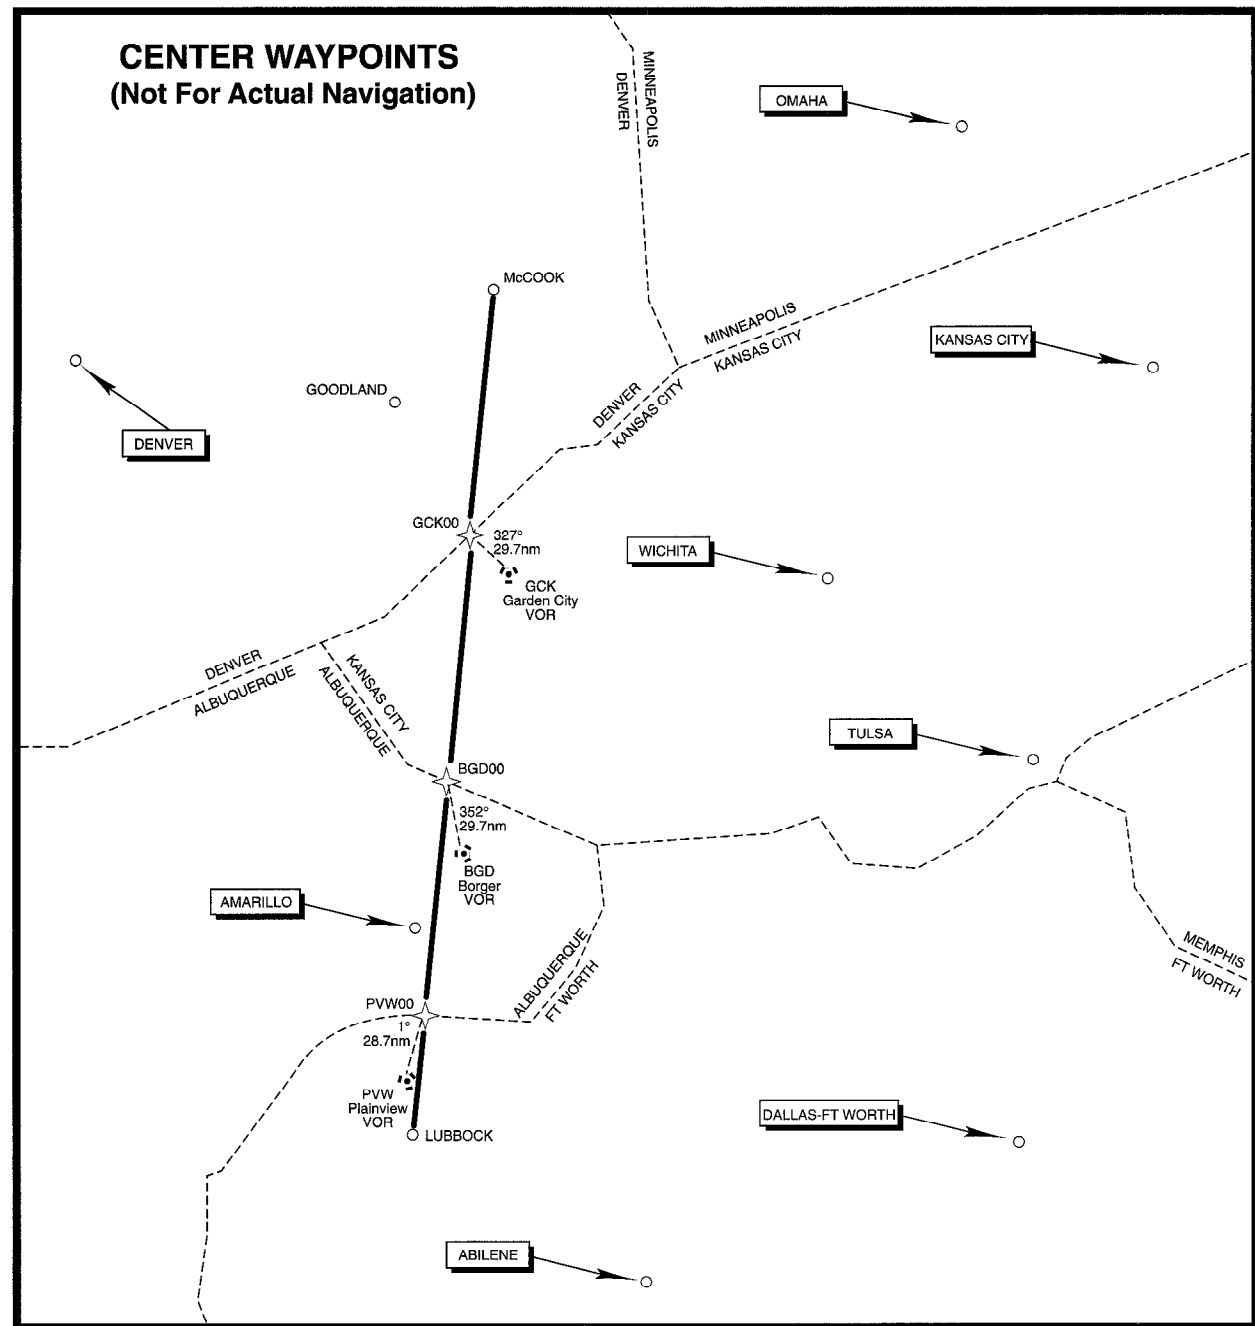 CENTER WAYPOINTS
(Not For Actual Navigation)
MINNEAPOLIS
DENVER
OMAHA
McCOOK
MINNEAPOLIS
KANSAS CITY
KANSAS CITY
GOODLAND
DENVER
KANSAS CITY
DENVER
GCK00
327°
29.7nm
WICHITA
GCK
Garden City
VOR
DENVER
ALBUQUERQUE
KANSAS CITY
ALBUQUERQUE
TULSA
BGD00
352°
29.7nm
BGD
Borger
VOR
AMARILLO
ALBUQUERQUE
FT WORTH
MEMPHIS
FT WORTH
PVW00
1°
28.7nm
PVW
Plainview
VOR
LUBBOCK
DALLAS-FT WORTH
ABILENE